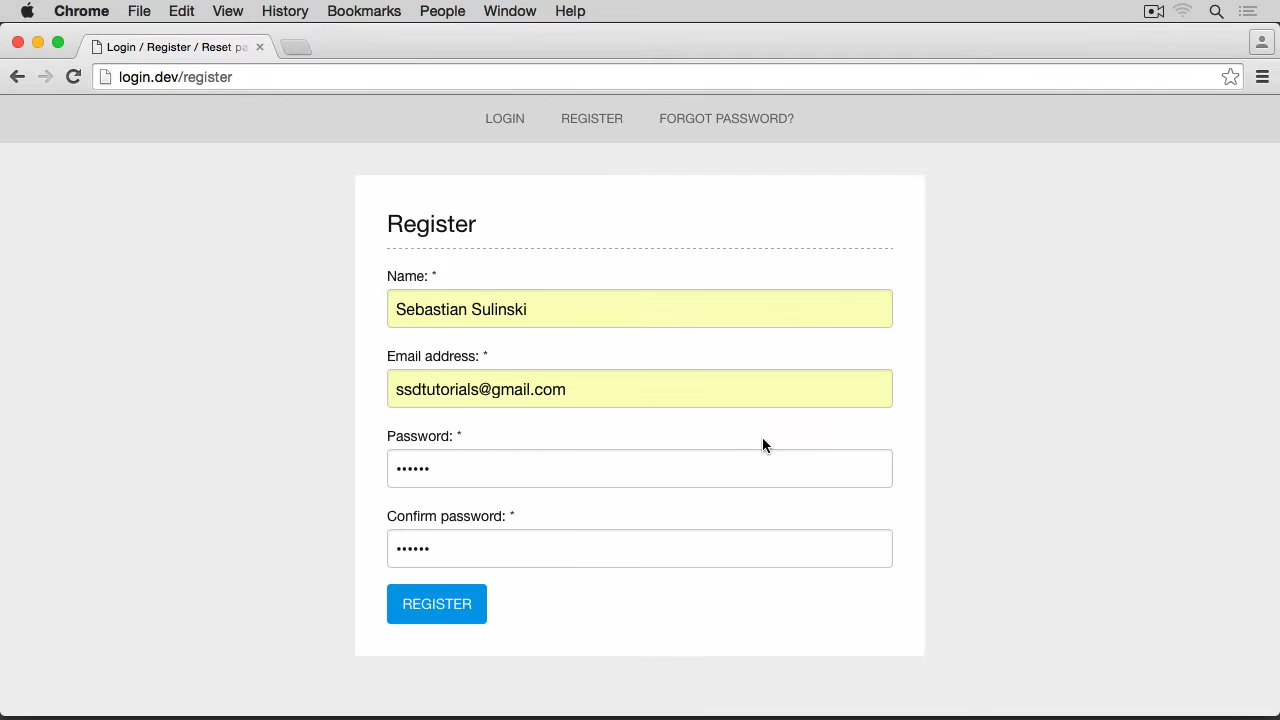 Chrome File Edit View History Bookmarks People Window Help
Login / Register / Reset pa
login.dev/register
LOGIN REGISTER FORGOT PASSWORD?
Register
Name: *
Sebastian Sulinski
Email address: *
ssdtutorials@gmail.com
Password: *
••••••
Confirm password: *
••••••
REGISTER